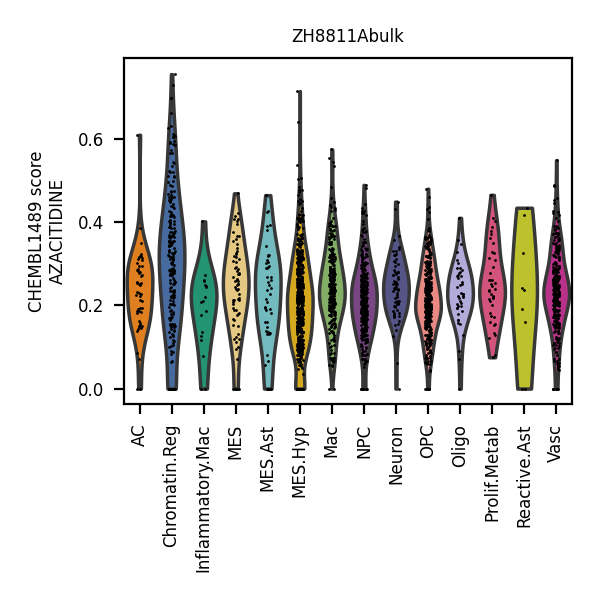 ZH8811Abulk
CHEMBL1489 score
AZACITIDINE
0.6
0.4
0.2
0.0
AC
Chromatin.Reg
Inflammatory.Mac
MES
MES.Ast
MES.Hyp
Mac
NPC
Neuron
OPC
Oligo
Prolif.Metab
Reactive.Ast
Vasc